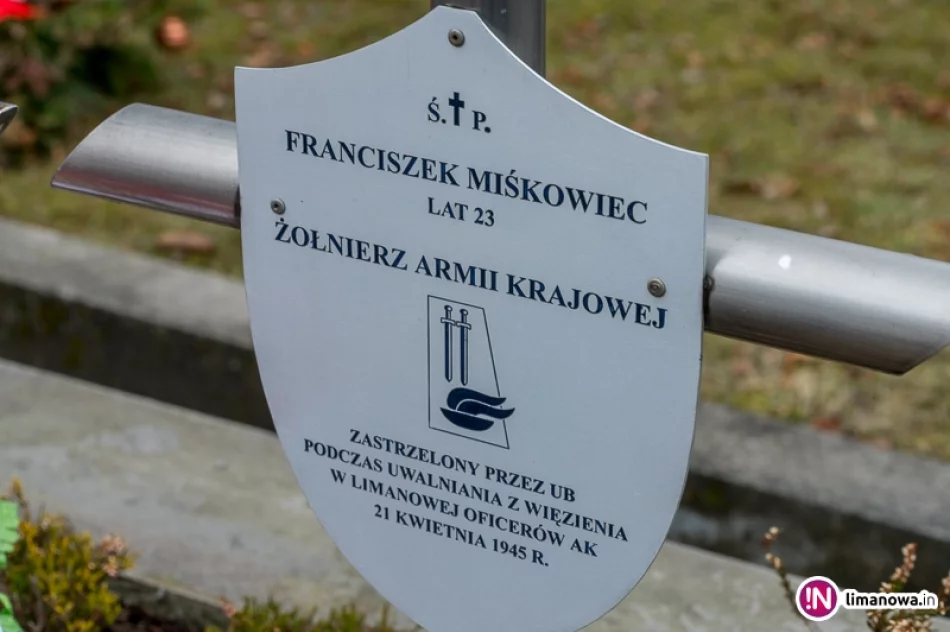 Ś.✝P.
FRANCISZEK MIŚKOWIEC
LAT 23
ŻOŁNIERZ ARMII KRAJOWEJ
ZASTRZELONY PRZEZ UB
PODCZAS UWALNIANIA Z WIĘZIENIA
W LIMANOWEJ OFICERÓW AK
21 KWIETNIA 1945 R.
!N limanowa.in